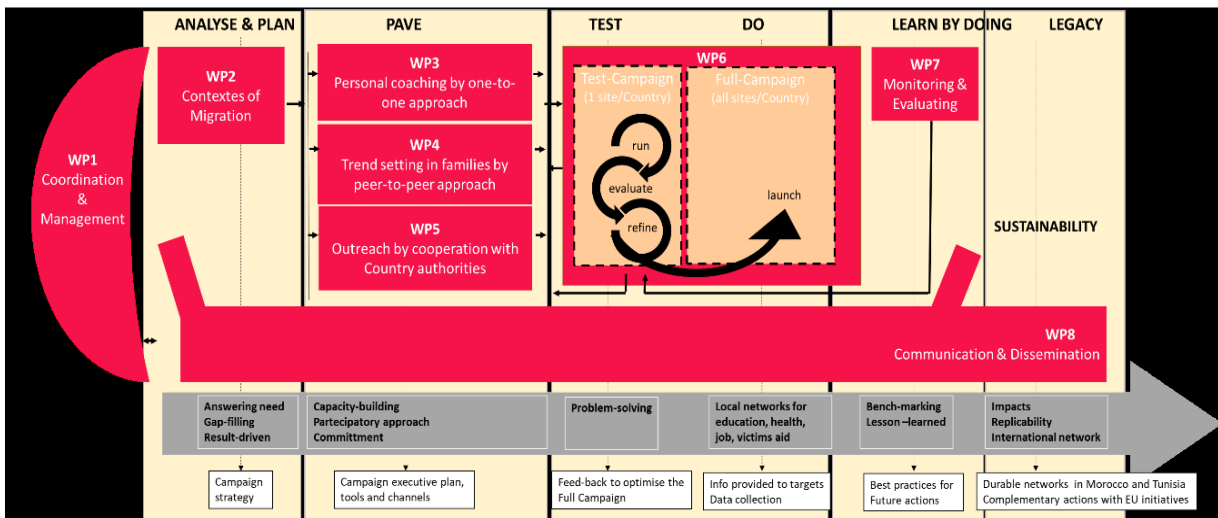 ANALYSE & PLAN
PAVE
TEST
DO
LEARN BY DOING
LEGACY
WP1
Coordination
&
Management
WP2
Contextes of
Migration
WP3
Personal coaching by one-to-
one approach
WP4
Trend setting in families by
peer-to-peer approach
WP5
Outreach by cooperation with
Country authorities
WP6
Test-Campaign
(1 site/Country)
Full-Campaign
(all sites/Country)
run
evaluate
refine
launch
WP7
Monitoring &
Evaluating
SUSTAINABILITY
WP8
Communication & Dissemination
Answering need
Gap-filling
Result-driven
Capacity-building
Partecipatory approach
Committment
Problem-solving
Local networks for
education, health,
job, victims aid
Bench-marking
Lesson –learned
Impacts
Replicability
International network
Campaign
strategy
Campaign executive plan,
tools and channels
Feed-back to optimise the
Full Campaign
Info provided to targets
Data collection
Best practices for
Future actions
Durable networks in Morocco and Tunisia
Complementary actions with EU initiatives